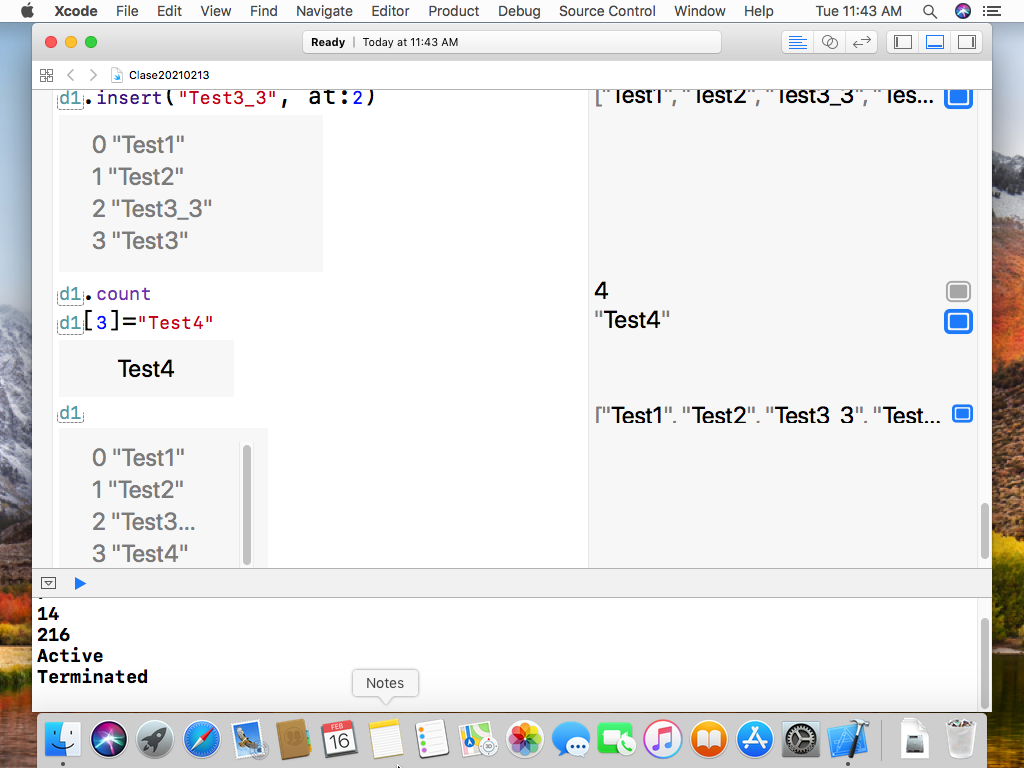 Xcode File Edit View Find Navigate Editor Product Debug Source Control Window Help Tue 11:43 AM
Ready | Today at 11:43 AM
Clase20210213
d1.insert("Test3_3", at:2) ["Test1", "Test2", "Test3_3", "Tes...
0 "Test1"
1 "Test2"
2 "Test3_3"
3 "Test3"
d1.count 4
d1[3]="Test4" "Test4"
Test4
d1 ["Test1", "Test2", "Test3_3", "Test...
0 "Test1"
1 "Test2"
2 "Test3...
3 "Test4"
14
216
Active
Terminated
Notes
FEB
16